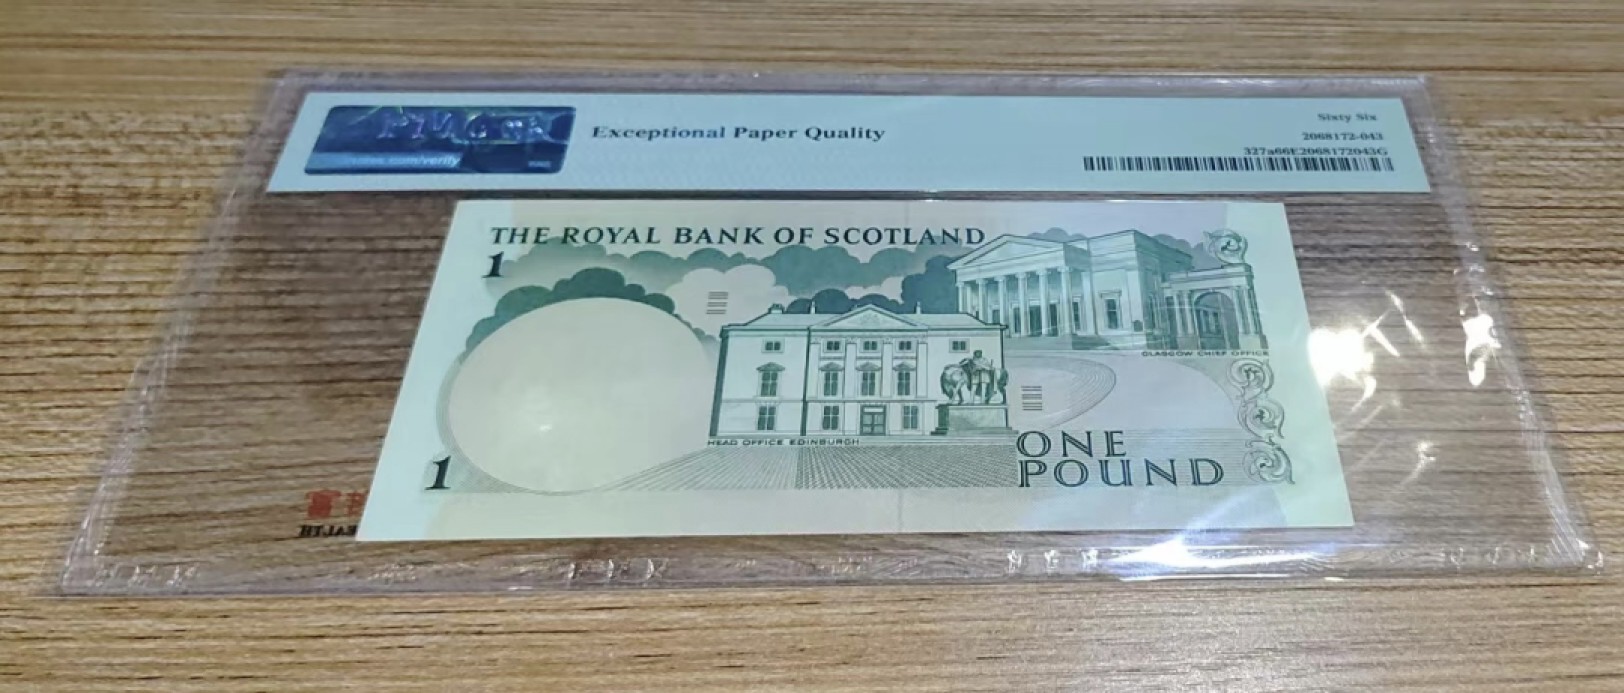 PMG
Exceptional Paper Quality
Sixty Six
2068172-043
327a66E2068172043G
THE ROYAL BANK OF SCOTLAND
1
GLASGOW CHIEF OFFICE
HEAD OFFICE EDINBURGH
ONE
POUND
1